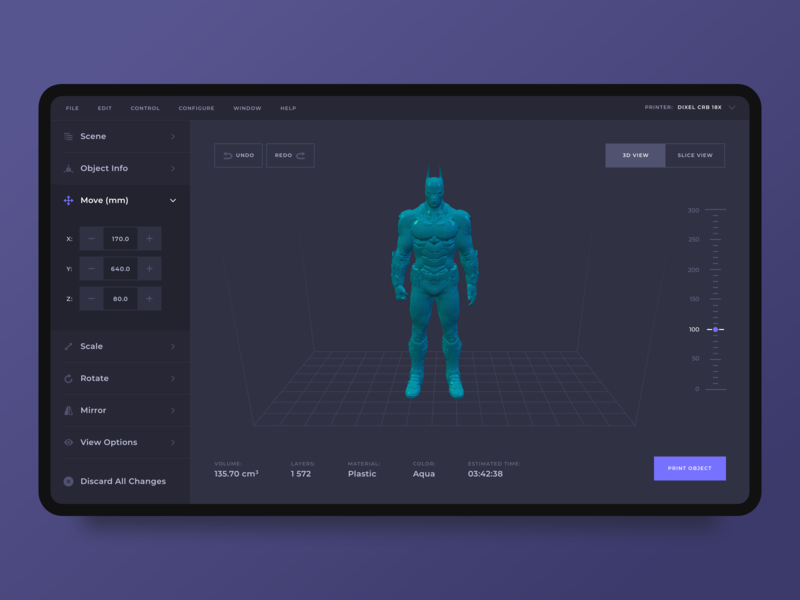 FILE EDIT CONTROL CONFIGURE WINDOW HELP PRINTER: DIXEL CRB 18X
Scene
Object Info
Move (mm)
X: − 170.0 +
Y: − 640.0 +
Z: − 80.0 +
Scale
Rotate
Mirror
View Options
Discard All Changes
UNDO REDO
3D VIEW SLICE VIEW
300
250
200
150
100
50
0
VOLUME: LAYERS: MATERIAL: COLOR: ESTIMATED TIME:
135.70 cm³ 1 572 Plastic Aqua 03:42:38
PRINT OBJECT